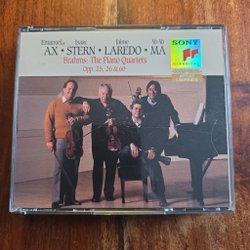 Emanuel Isaac Jaime Yo-Yo
AX • STERN • LAREDO • MA
Brahms: The Piano Quartets
Opp. 25, 26 & 60
SONY
CLASSICAL